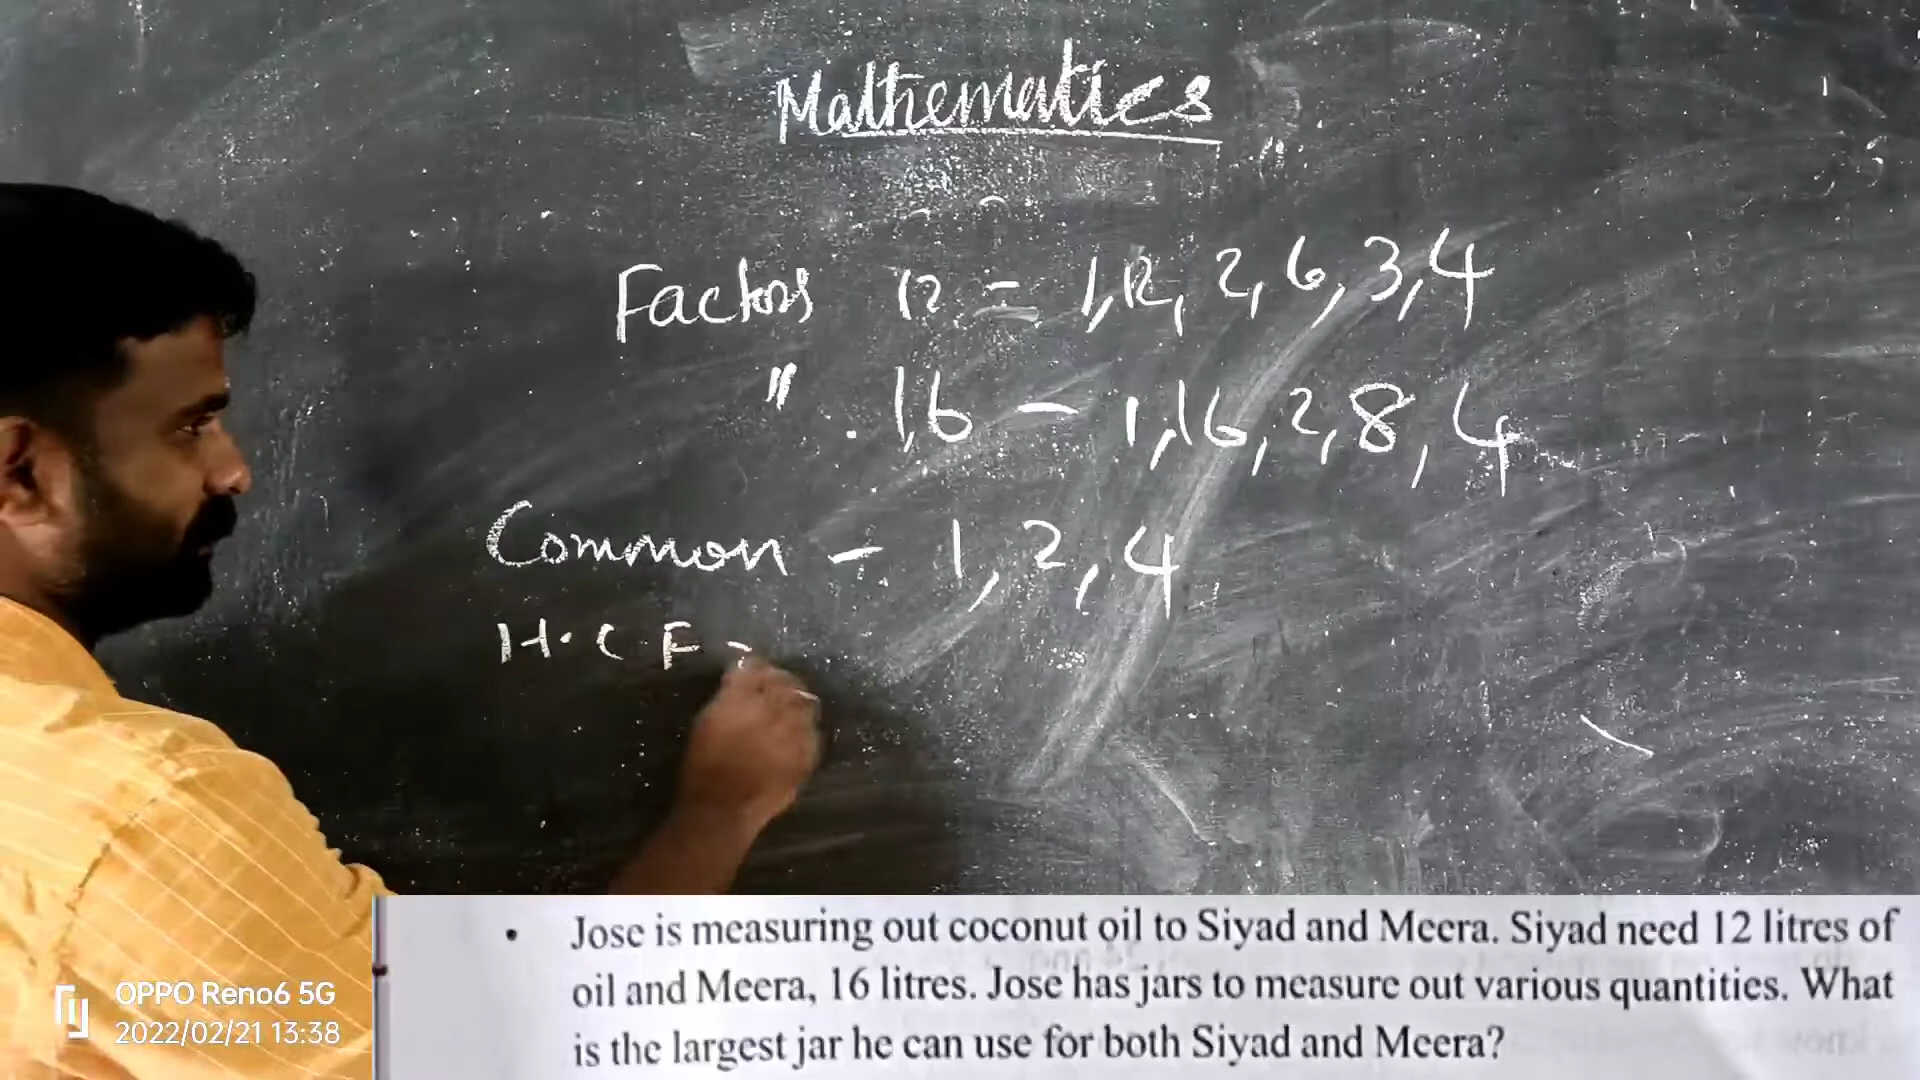 Mathematics
Factors 12 = 1, 12, 2, 6, 3, 4
" 16 – 1, 16, 2, 8, 4
Common – 1, 2, 4
H.C.F =
• Jose is measuring out coconut oil to Siyad and Meera. Siyad need 12 litres of
oil and Meera, 16 litres. Jose has jars to measure out various quantities. What
is the largest jar he can use for both Siyad and Meera?
OPPO Reno6 5G
2022/02/21 13:38